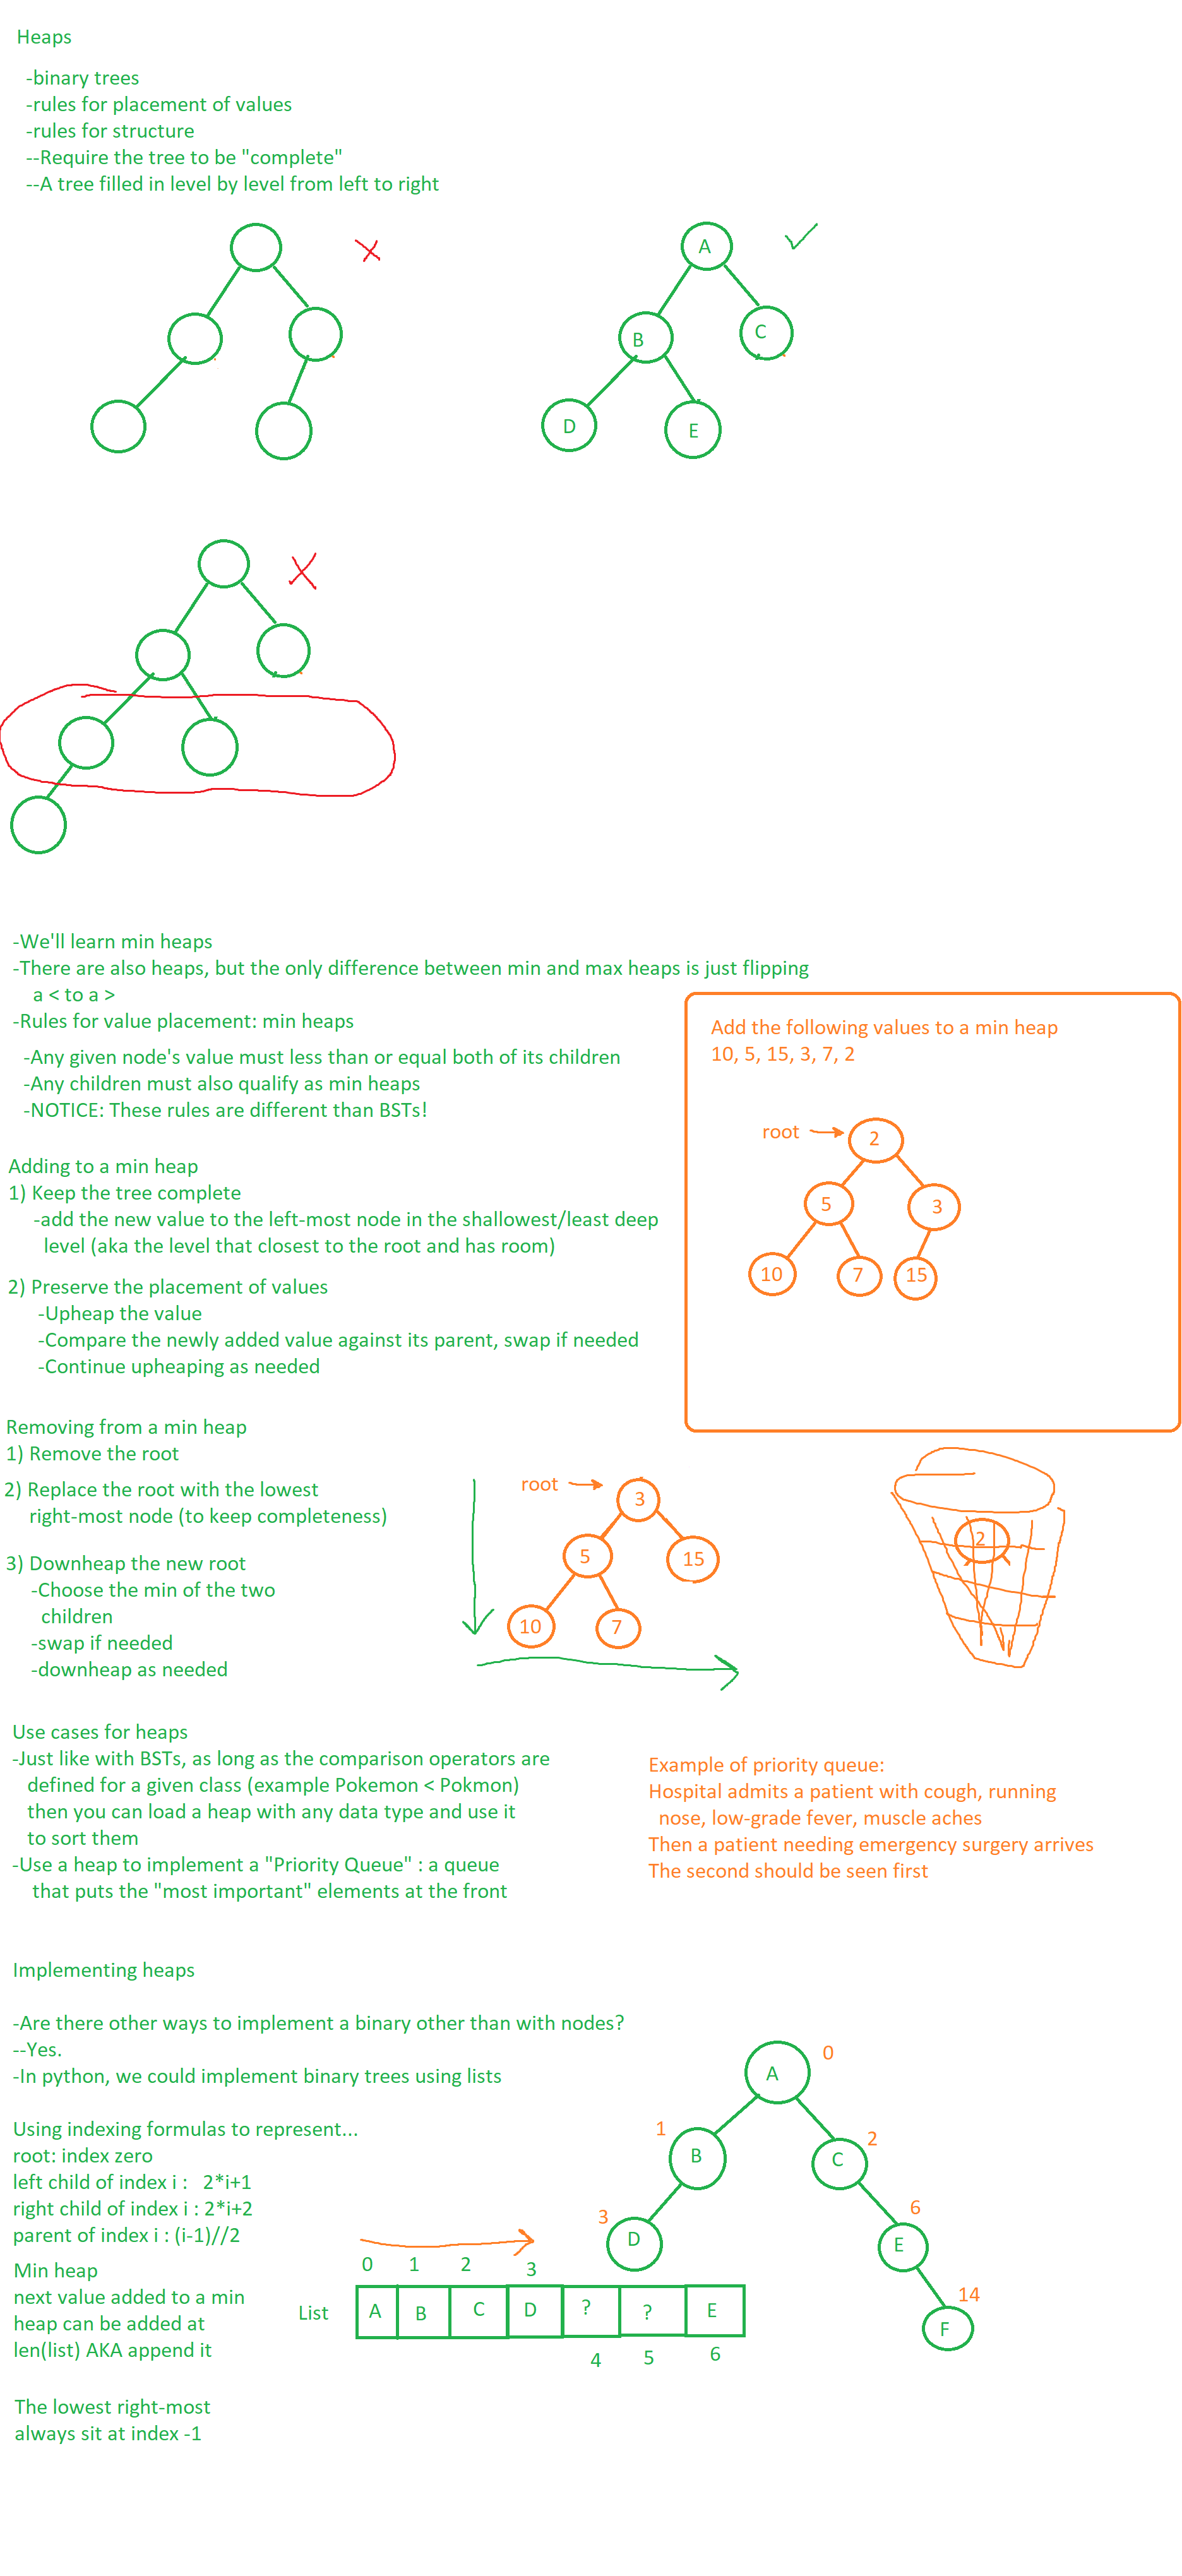 Heaps
-binary trees
-rules for placement of values
-rules for structure
--Require the tree to be "complete"
--A tree filled in level by level from left to right
A
B
C
D
E
-We'll learn min heaps
-There are also heaps, but the only difference between min and max heaps is just flipping
a < to a >
-Rules for value placement: min heaps
-Any given node's value must less than or equal both of its children
-Any children must also qualify as min heaps
-NOTICE: These rules are different than BSTs!
Add the following values to a min heap
10, 5, 15, 3, 7, 2
root
2
5
3
10
7
15
Adding to a min heap
1) Keep the tree complete
-add the new value to the left-most node in the shallowest/least deep
level (aka the level that closest to the root and has room)
2) Preserve the placement of values
-Upheap the value
-Compare the newly added value against its parent, swap if needed
-Continue upheaping as needed
Removing from a min heap
1) Remove the root
2) Replace the root with the lowest
right-most node (to keep completeness)
3) Downheap the new root
-Choose the min of the two
children
-swap if needed
-downheap as needed
root
3
5
15
10
7
2
Use cases for heaps
-Just like with BSTs, as long as the comparison operators are
defined for a given class (example Pokemon < Pokmon)
then you can load a heap with any data type and use it
to sort them
-Use a heap to implement a "Priority Queue" : a queue
that puts the "most important" elements at the front
Example of priority queue:
Hospital admits a patient with cough, running
nose, low-grade fever, muscle aches
Then a patient needing emergency surgery arrives
The second should be seen first
Implementing heaps
-Are there other ways to implement a binary other than with nodes?
--Yes.
-In python, we could implement binary trees using lists
Using indexing formulas to represent...
root: index zero
left child of index i :   2*i+1
right child of index i : 2*i+2
parent of index i : (i-1)//2
Min heap
next value added to a min
heap can be added at
len(list) AKA append it
The lowest right-most
always sit at index -1
A
0
1
B
C
2
3
D
6
E
14
F
0 1 2 3
List
A B C D ? ? E
4 5 6